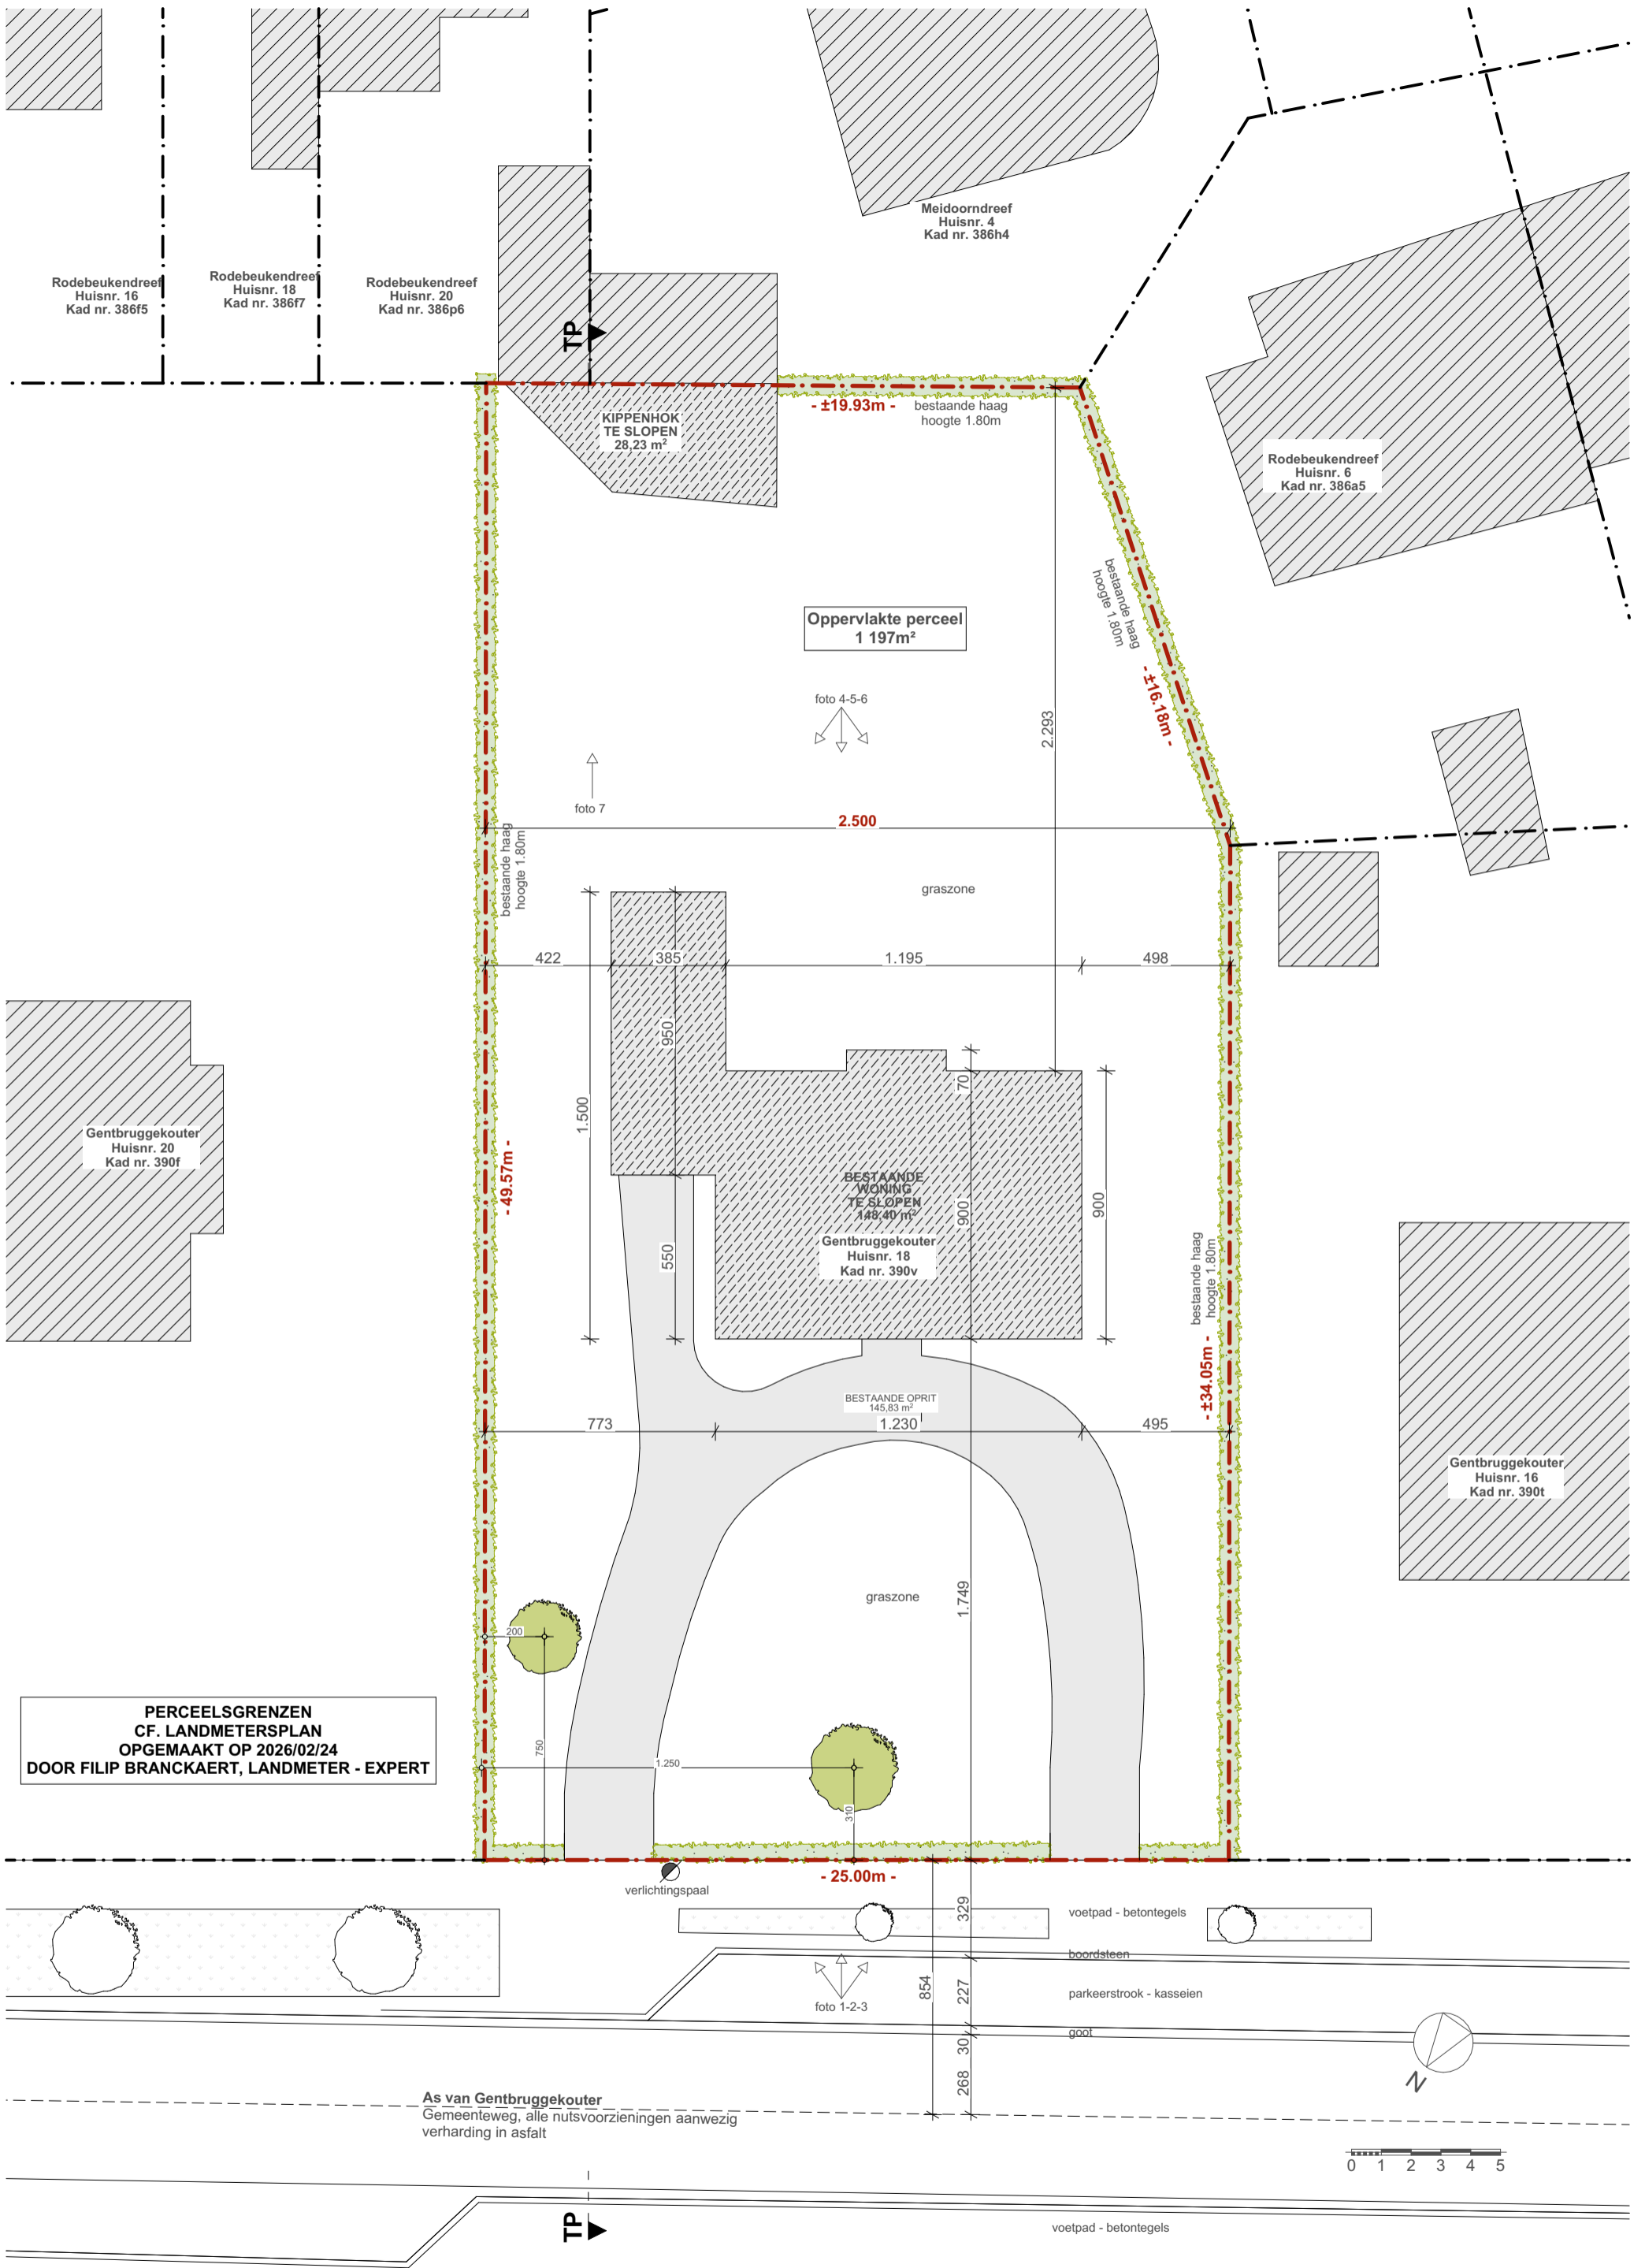 Meidoorndreef
Huisnr. 4
Kad nr. 386h4
Rodebeukendreef
Huisnr. 16
Kad nr. 386f5
Rodebeukendreef
Huisnr. 18
Kad nr. 386f7
Rodebeukendreef
Huisnr. 20
Kad nr. 386p6
TP
KIPPENHOK
TE SLOPEN
28,23 m²
- ±19.93m -
bestaande haag
hoogte 1.80m
Rodebeukendreef
Huisnr. 6
Kad nr. 386a5
bestaande haag
hoogte 1.80m
- ±16.18m -
Oppervlakte perceel
1 197m²
foto 4-5-6
2.293
foto 7
2.500
bestaande haag
hoogte 1.80m
graszone
422
385
1.195
498
950
70
1.500
Gentbruggekouter
Huisnr. 20
Kad nr. 390f
- 49.57m -
BESTAANDE
WONING
TE SLOPEN
148,40 m²
900
900
Gentbruggekouter
Huisnr. 18
Kad nr. 390v
550
bestaande haag
hoogte 1.80m
- ±34.05m -
BESTAANDE OPRIT
145,83 m²
773
1.230
495
Gentbruggekouter
Huisnr. 16
Kad nr. 390t
graszone
1.749
200
750
1.250
310
PERCEELSGRENZEN
CF. LANDMETERSPLAN
OPGEMAAKT OP 2026/02/24
DOOR FILIP BRANCKAERT, LANDMETER - EXPERT
- 25.00m -
verlichtingspaal
329
voetpad - betontegels
boordsteen
854
227
parkeerstrook - kasseien
foto 1-2-3
goot
30
268
N
As van Gentbruggekouter
Gemeenteweg, alle nutsvoorzieningen aanwezig
verharding in asfalt
0 1 2 3 4 5
TP
voetpad - betontegels